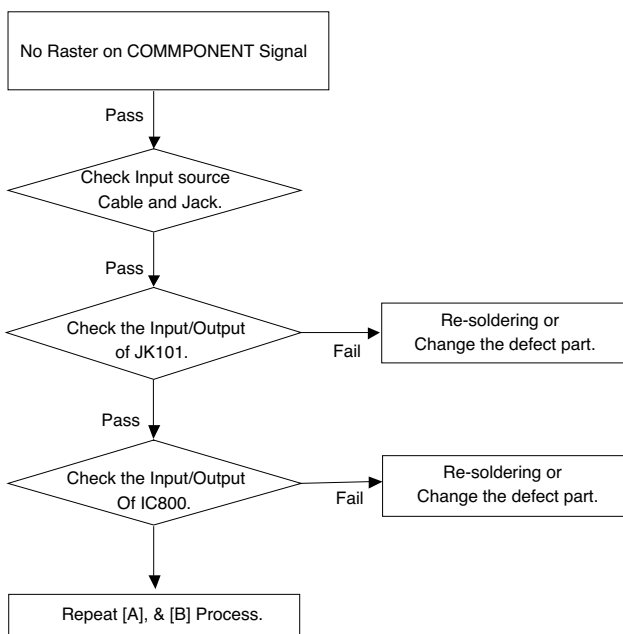 No Raster on COMMPONENT Signal
Pass
Check Input source
Cable and Jack.
Pass
Check the Input/Output
of JK101.
Fail
Re-soldering or
Change the defect part.
Pass
Check the Input/Output
Of IC800.
Fail
Re-soldering or
Change the defect part.
Repeat [A], & [B] Process.